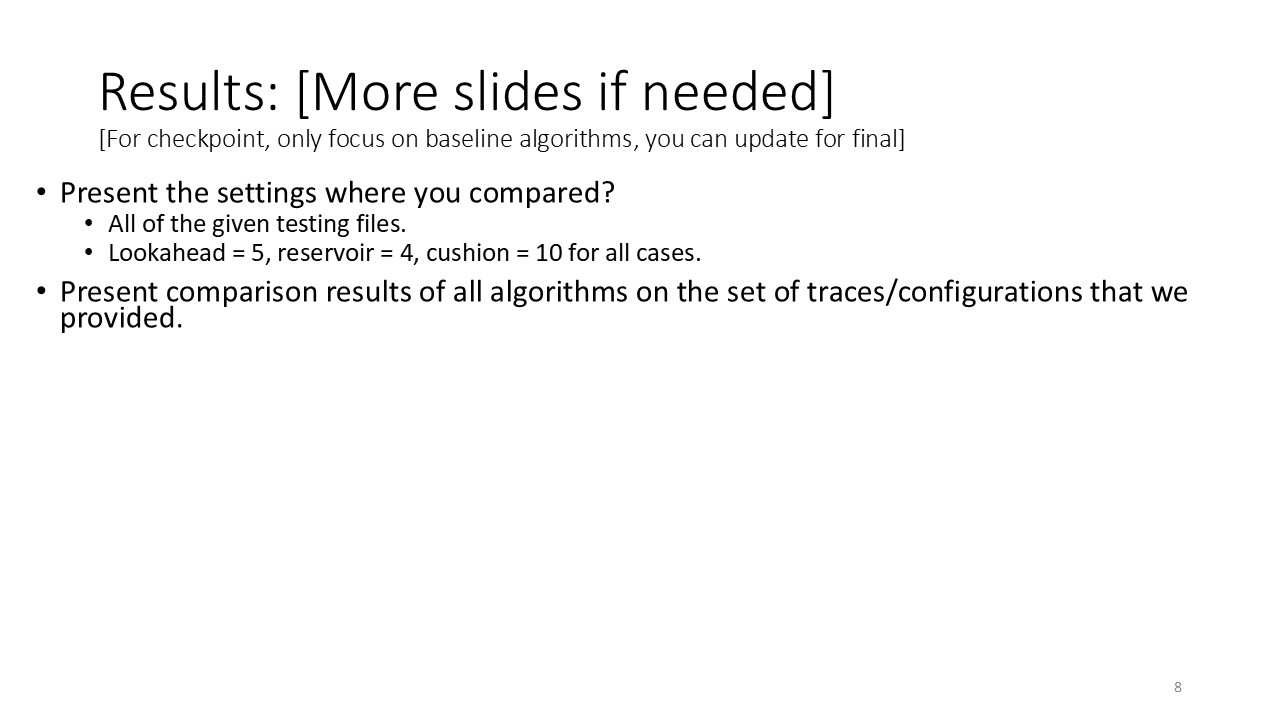 Results: [More slides if needed]
[For checkpoint, only focus on baseline algorithms, you can update for final]
• Present the settings where you compared?
• All of the given testing files.
• Lookahead = 5, reservoir = 4, cushion = 10 for all cases.
• Present comparison results of all algorithms on the set of traces/configurations that we
provided.
8